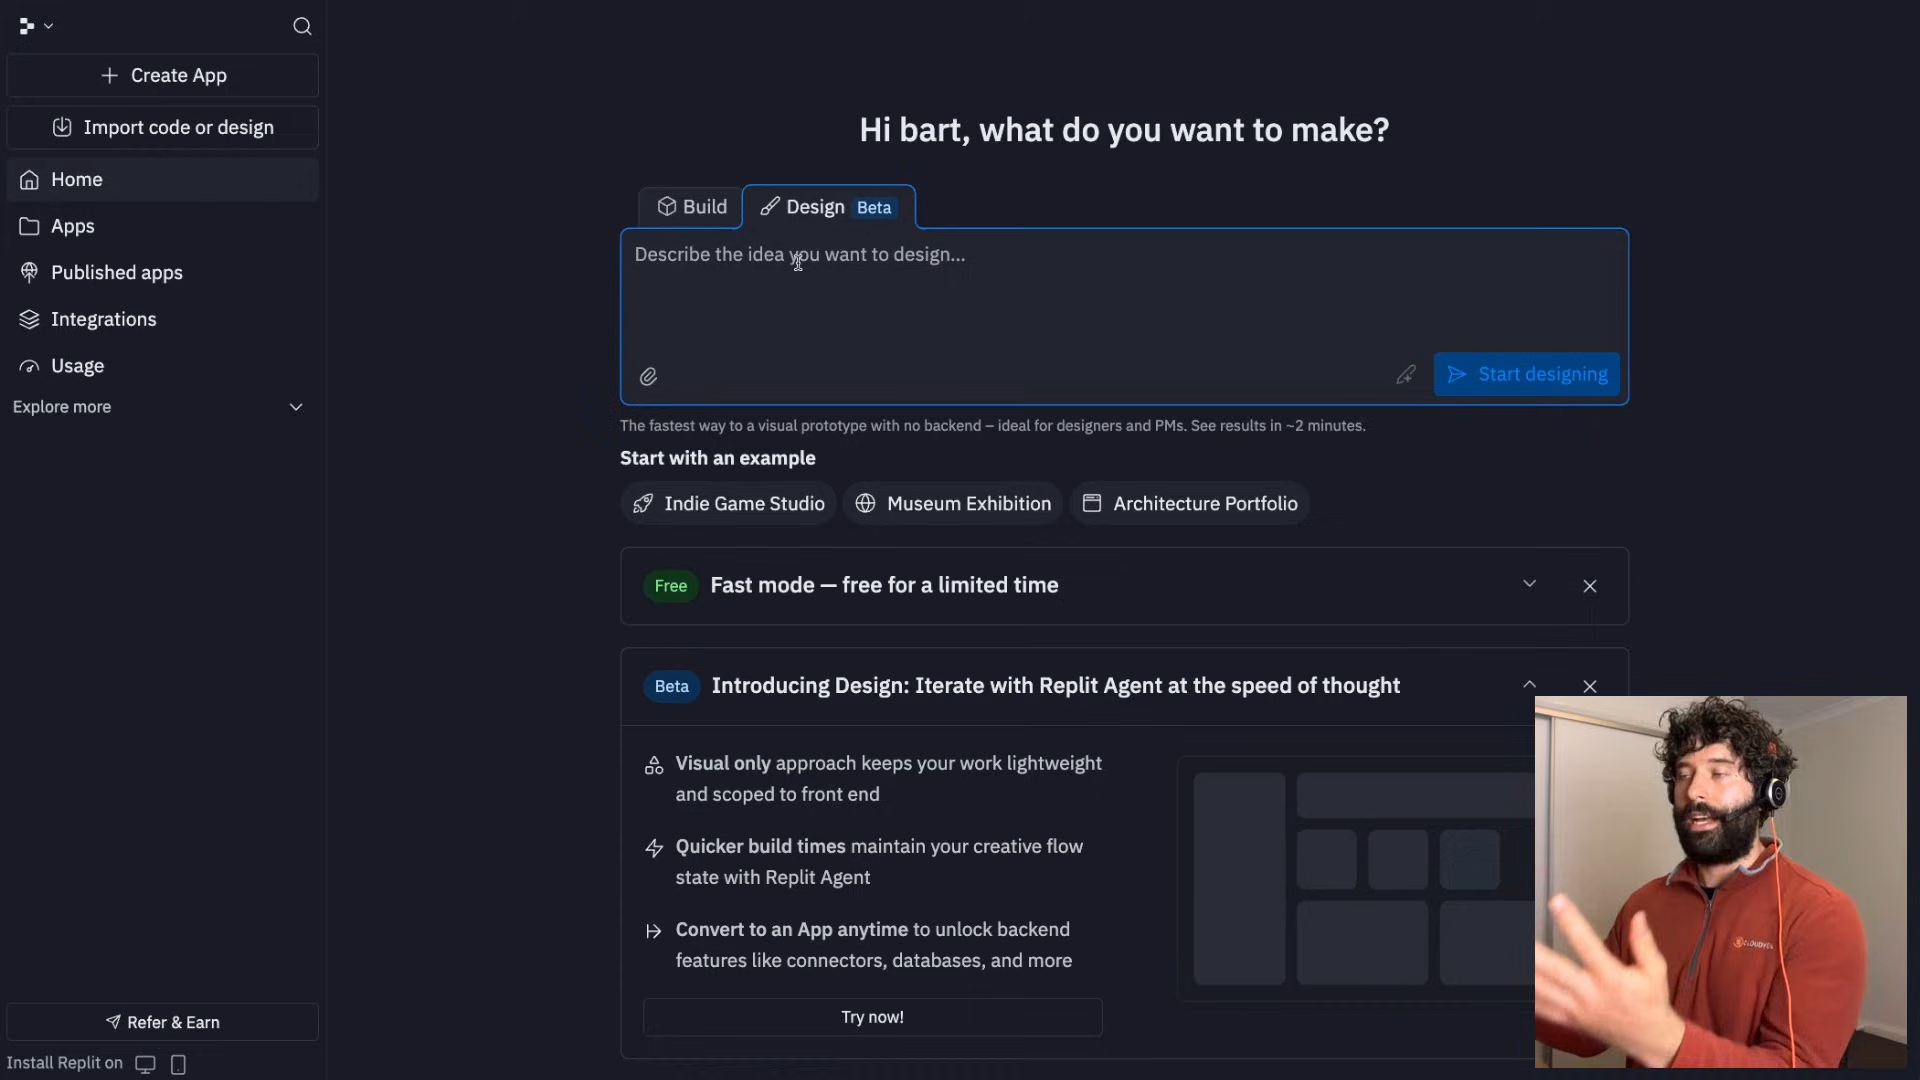 Create App
Import code or design
Home
Apps
Published apps
Integrations
Usage
Explore more
Refer & Earn
Install Replit on
Hi bart, what do you want to make?
Build
Design Beta
Describe the idea you want to design...
Start designing
The fastest way to a visual prototype with no backend – ideal for designers and PMs. See results in ~2 minutes.
Start with an example
Indie Game Studio
Museum Exhibition
Architecture Portfolio
Free Fast mode — free for a limited time
Beta Introducing Design: Iterate with Replit Agent at the speed of thought
Visual only approach keeps your work lightweight
and scoped to front end
Quicker build times maintain your creative flow
state with Replit Agent
Convert to an App anytime to unlock backend
features like connectors, databases, and more
Try now!